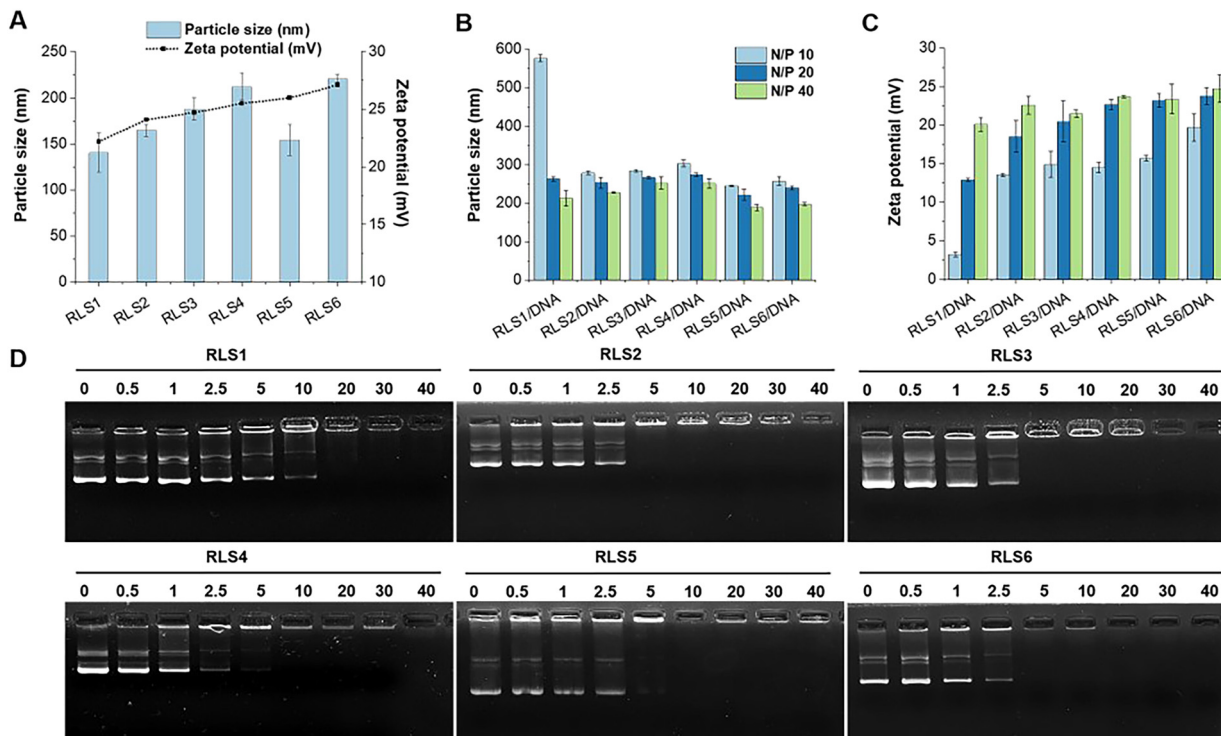 A
Particle size (nm)
Zeta potential (mV)
250
200
150
100
50
0
Particle size (nm)
30
25
20
15
10
Zeta potential (mV)
RLS1
RLS2
RLS3
RLS4
RLS5
RLS6
B
N/P 10
N/P 20
N/P 40
600
500
400
300
200
100
0
Particle size (nm)
RLS1/DNA
RLS2/DNA
RLS3/DNA
RLS4/DNA
RLS5/DNA
RLS6/DNA
C
30
25
20
15
10
5
0
Zeta potential (mV)
RLS1/DNA
RLS2/DNA
RLS3/DNA
RLS4/DNA
RLS5/DNA
RLS6/DNA
D
RLS1
0 0.5 1 2.5 5 10 20 30 40
RLS2
0 0.5 1 2.5 5 10 20 30 40
RLS3
0 0.5 1 2.5 5 10 20 30 40
RLS4
0 0.5 1 2.5 5 10 20 30 40
RLS5
0 0.5 1 2.5 5 10 20 30 40
RLS6
0 0.5 1 2.5 5 10 20 30 40